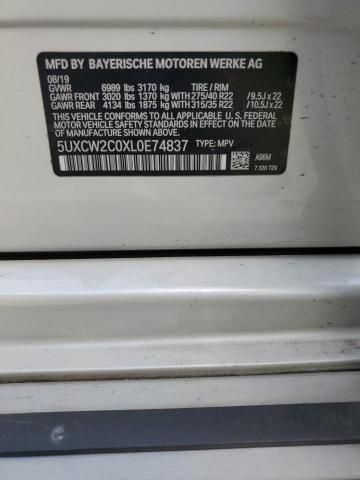 MFD BY BAYERISCHE MOTOREN WERKE AG
08/19
GVWR 6989 lbs 3170 kg TIRE / RIM
GAWR FRONT 3020 lbs 1370 kg 275/40 R22 / 9.5J x 22
GAWR REAR 4134 lbs 1875 kg 315/35 R22 / 10.5J x 22
THIS VEHICLE CONFORMS TO ALL APPLICABLE U. S. FEDERAL
MOTOR VEHICLE SAFETY STANDARDS IN EFFECT ON THE
DATE OF MANUFACTURE SHOWN ABOVE.
5UXCW2C0XL0E74837 TYPE: MPV
A96M
7 320 729